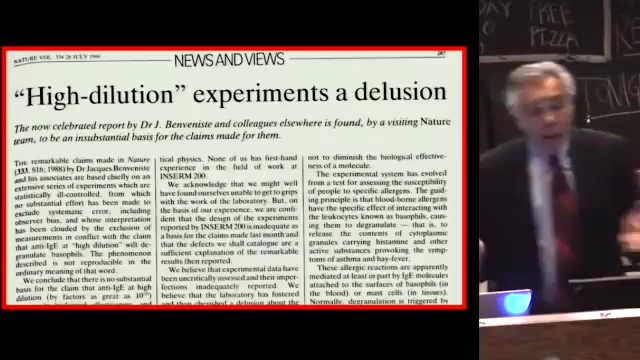 NATURE VOL. 334 28 JULY 1988
NEWS AND VIEWS
287
"High-dilution" experiments a delusion
The now celebrated report by Dr J. Benveniste and colleagues elsewhere is found, by a visiting Nature
team, to be an insubstantial basis for the claims made for them.
THE remarkable claims made in Nature
(333, 816; 1988) by Dr Jacques Benveniste
and his associates are based chiefly on an
extensive series of experiments which are
statistically ill-controlled, from which
no substantial effort has been made to
exclude systematic error, including
observer bias, and whose interpretation
has been clouded by the exclusion of
measurements in conflict with the claim
that anti-IgE at "high dilution" will de-
granulate basophils. The phenomenon
described is not reproducible in the
ordinary meaning of that word.
We conclude that there is no substantial
basis for the claim that anti-IgE at high
dilution (by factors as great as
tical physics. None of us has first-hand
experience in the field of work at
INSERM 200.
We acknowledge that we might well
have found ourselves unable to get to grips
with the work of the laboratory. But, on
the basis of our experience, we are confi-
dent that the design of the experiments
reported by INSERM 200 is inadequate as
a basis for the claims made last month and
that the defects we shall catalogue are a
sufficient explanation of the remarkable
results then reported.
We believe that experimental data have
been uncritically assessed and their imper-
fections inadequately reported. We
believe that the laboratory has fostered
and then cherished a delusion about the
not to diminish the biological effective-
ness of a molecule.
The experimental system has evolved
from a test for assessing the susceptibility
of people to specific allergens. The guid-
ing principle is that blood-borne allergens
have the specific effect of interacting with
the leukocytes known as basophils, caus-
ing them to degranulate — that is, to
release the contents of cytoplasmic
granules carrying histamine and other
active substances provoking the symp-
toms of asthma and hay-fever.
These allergic reactions are apparently
mediated at least in part by IgE molecules
attached to the surfaces of basophils (in
the blood) or mast cells (in tissues).
Normally, degranulation is triggered by
FREE
PIZZA